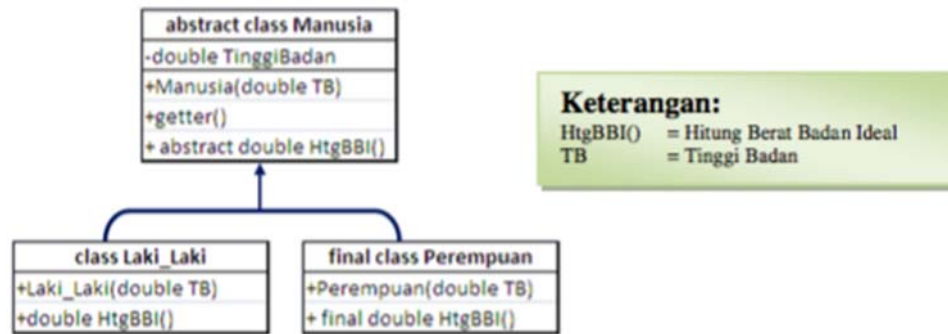 abstract class Manusia
-double TinggiBadan
+Manusia(double TB)
+getter()
+ abstract double HtgBBI()
Keterangan:
HtgBBI() = Hitung Berat Badan Ideal
TB = Tinggi Badan
class Laki_Laki
+Laki_Laki(double TB)
+double HtgBBI()
final class Perempuan
+Perempuan(double TB)
+ final double HtgBBI()